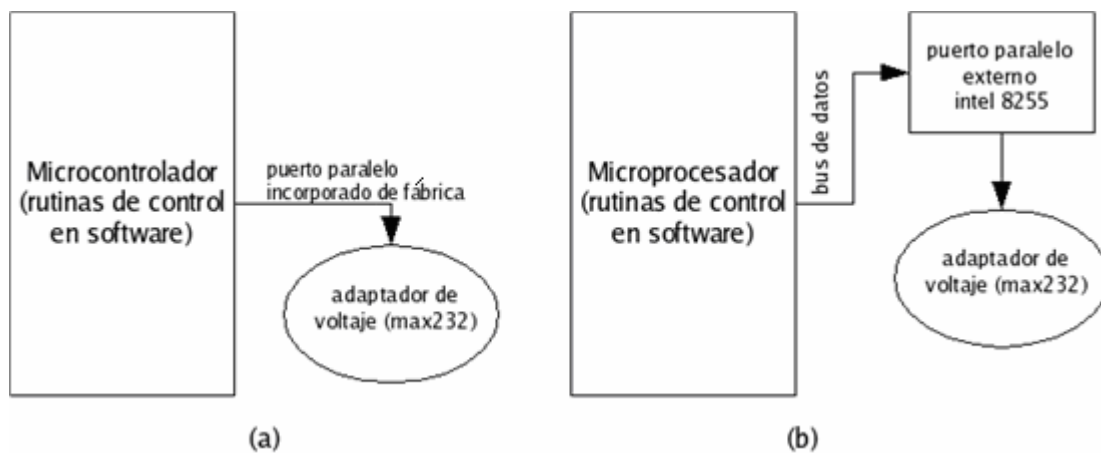 Microcontrolador
(rutinas de control
en software)
puerto paralelo
incorporado de fábrica
adaptador de
voltaje (max232)
(a)
Microprocesador
(rutinas de control
en software)
bus de datos
puerto paralelo
externo
intel 8255
adaptador de
voltaje (max232)
(b)